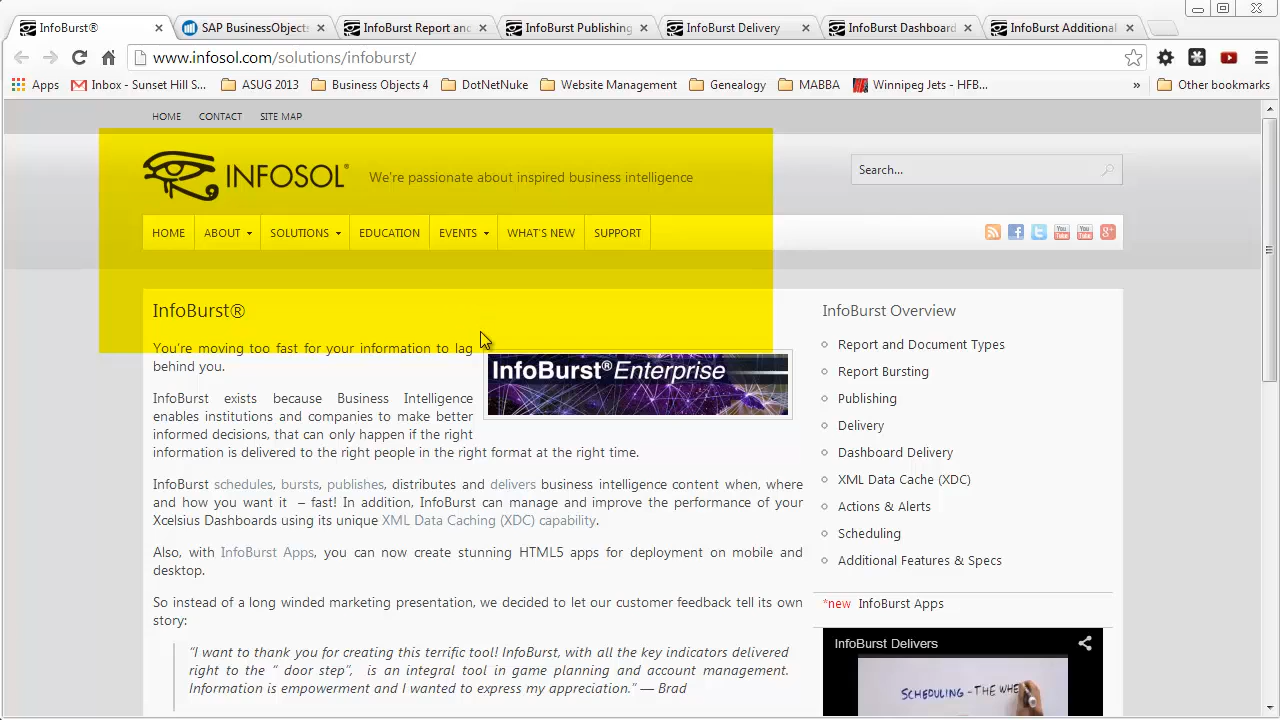 InfoBurst®
SAP BusinessObjects
InfoBurst Report and
InfoBurst Publishing
InfoBurst Delivery
InfoBurst Dashboard
InfoBurst Additional
www.infosol.com/solutions/infoburst/
Apps
Inbox - Sunset Hill S...
ASUG 2013
Business Objects 4
DotNetNuke
Website Management
Genealogy
MABBA
Winnipeg Jets - HFB...
»
Other bookmarks
HOME CONTACT SITE MAP
INFOSOL®
We're passionate about inspired business intelligence
Search...
HOME ABOUT SOLUTIONS EDUCATION EVENTS WHAT'S NEW SUPPORT
You Tube
You Tube
InfoBurst®
You're moving too fast for your information to lag
behind you.
InfoBurst®Enterprise
InfoBurst exists because Business Intelligence
enables institutions and companies to make better
informed decisions, that can only happen if the right
information is delivered to the right people in the right format at the right time.
InfoBurst schedules, bursts, publishes, distributes and delivers business intelligence content when, where
and how you want it – fast! In addition, InfoBurst can manage and improve the performance of your
Xcelsius Dashboards using its unique XML Data Caching (XDC) capability.
Also, with InfoBurst Apps, you can now create stunning HTML5 apps for deployment on mobile and
desktop.
So instead of a long winded marketing presentation, we decided to let our customer feedback tell its own
story:
"I want to thank you for creating this terrific tool! InfoBurst, with all the key indicators delivered
right to the " door step", is an integral tool in game planning and account management.
Information is empowerment and I wanted to express my appreciation." — Brad
InfoBurst Overview
Report and Document Types
Report Bursting
Publishing
Delivery
Dashboard Delivery
XML Data Cache (XDC)
Actions & Alerts
Scheduling
Additional Features & Specs
*new InfoBurst Apps
InfoBurst Delivers
SCHEDULING - THE WHE